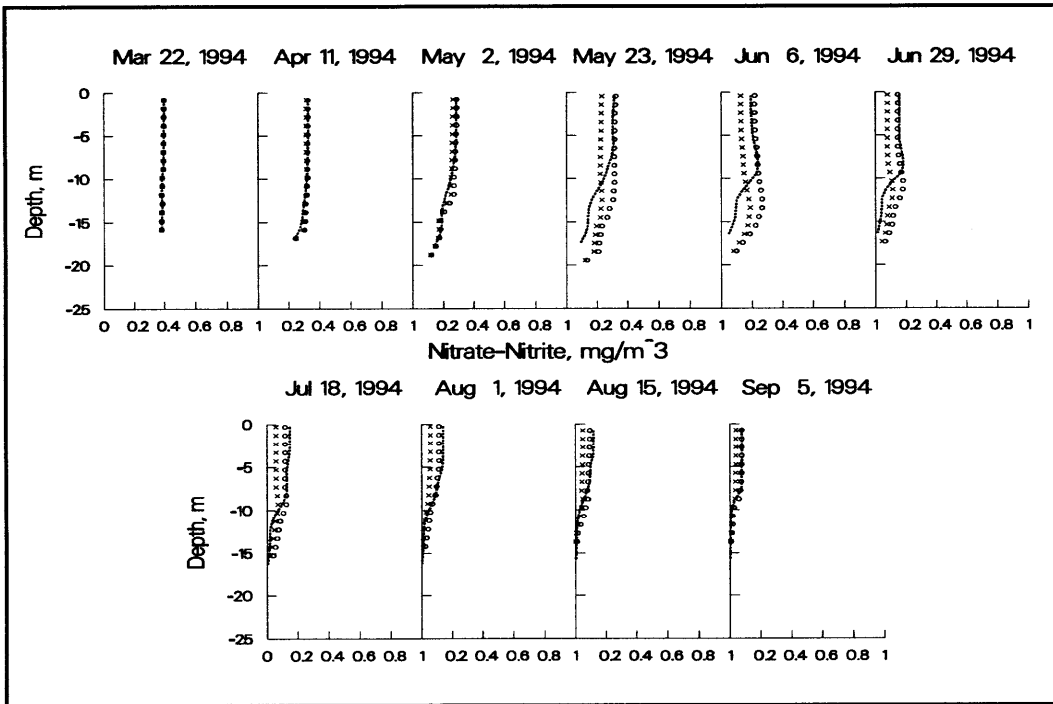 Mar 22, 1994 Apr 11, 1994 May 2, 1994 May 23, 1994 Jun 6, 1994 Jun 29, 1994
0
-5
-10
-15
-20
-25
Depth, m
0 0.2 0.4 0.6 0.8 1 0.2 0.4 0.6 0.8 1 0.2 0.4 0.6 0.8 1 0.2 0.4 0.6 0.8 1 0.2 0.4 0.6 0.8 1 0.2 0.4 0.6 0.8 1
Nitrate-Nitrite, mg/m^3
Jul 18, 1994 Aug 1, 1994 Aug 15, 1994 Sep 5, 1994
0
-5
-10
-15
-20
-25
Depth, m
0 0.2 0.4 0.6 0.8 1 0.2 0.4 0.6 0.8 1 0.2 0.4 0.6 0.8 1 0.2 0.4 0.6 0.8 1